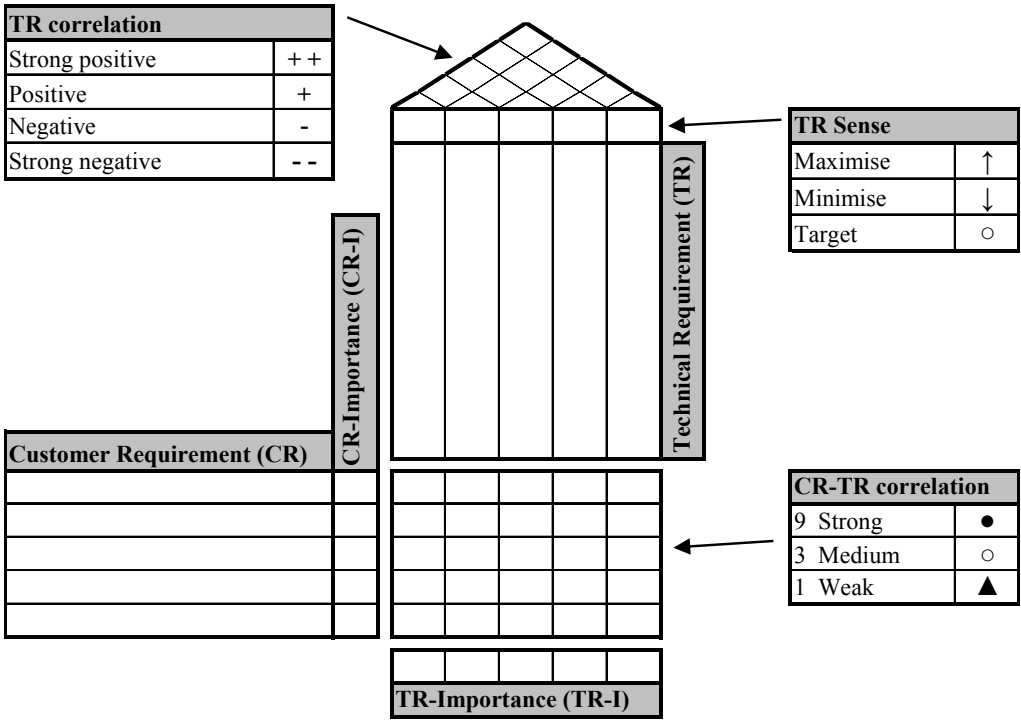 TR correlation
Strong positive ++
Positive +
Negative -
Strong negative --
TR Sense
Maximise ↑
Minimise ↓
Target ○
Technical Requirement (TR)
CR-Importance (CR-I)
Customer Requirement (CR)
CR-TR correlation
9 Strong ●
3 Medium ○
1 Weak ▲
TR-Importance (TR-I)